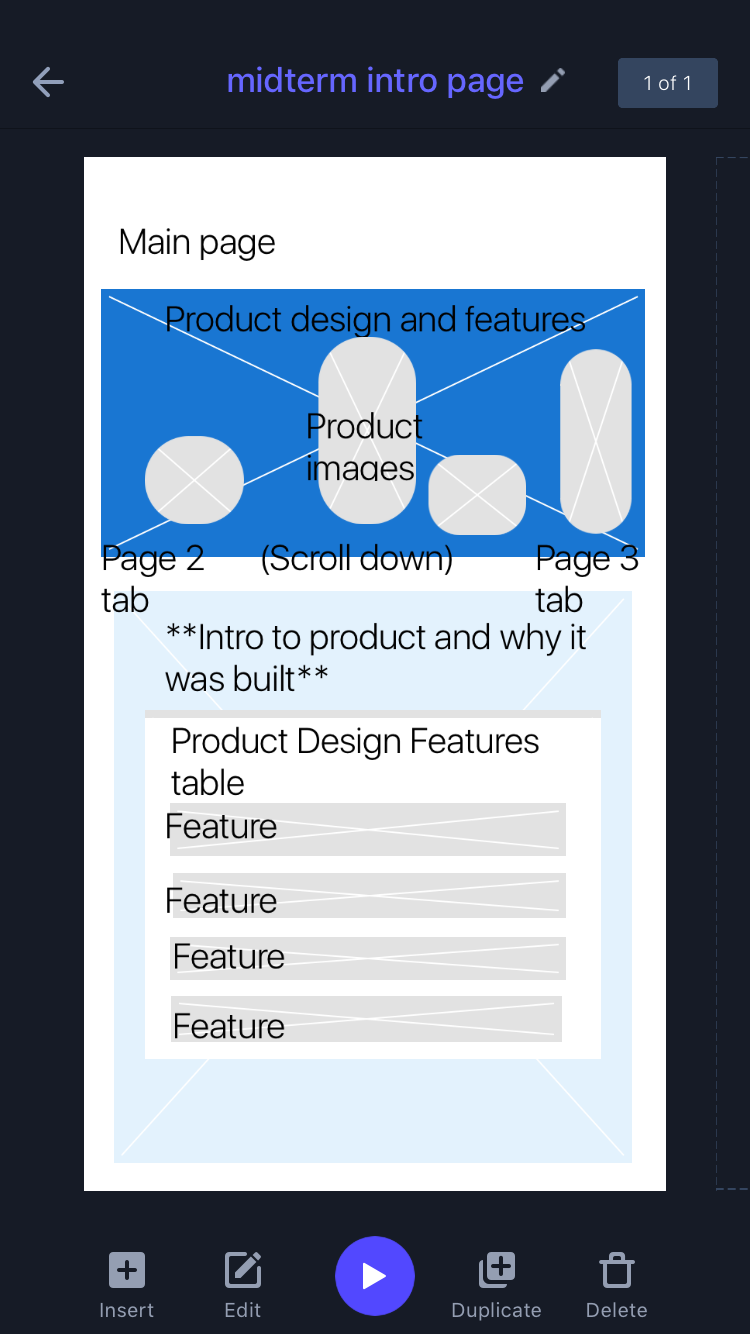 midterm intro page
1 of 1
Main page
Product design and features
Product
images
Page 2
tab
(Scroll down)
Page 3
tab
**Intro to product and why it
was built**
Product Design Features
table
Feature
Feature
Feature
Feature
Insert
Edit
Duplicate
Delete